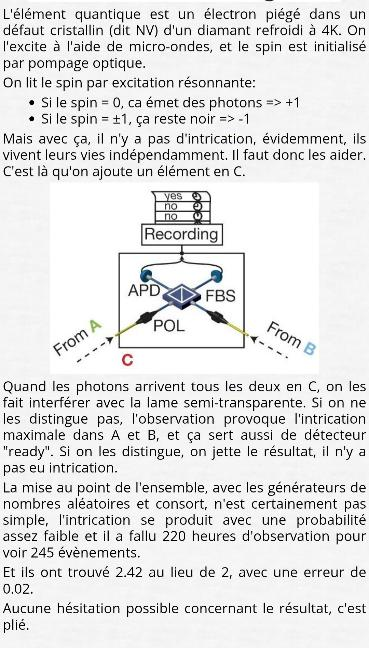 L'élément quantique est un électron piégé dans un
défaut cristallin (dit NV) d'un diamant refroidi à 4K. On
l'excite à l'aide de micro-ondes, et le spin est initialisé
par pompage optique.
On lit le spin par excitation résonnante:
• Si le spin = 0, ca émet des photons => +1
• Si le spin = ±1, ça reste noir => -1
Mais avec ça, il n'y a pas d'intrication, évidemment, ils
vivent leurs vies indépendamment. Il faut donc les aider.
C'est là qu'on ajoute un élément en C.
yes
no
no
Recording
APD
FBS
POL
From A
From B
C
Quand les photons arrivent tous les deux en C, on les
fait interférer avec la lame semi-transparente. Si on ne
les distingue pas, l'observation provoque l'intrication
maximale dans A et B, et ça sert aussi de détecteur
"ready". Si on les distingue, on jette le résultat, il n'y a
pas eu intrication.
La mise au point de l'ensemble, avec les générateurs de
nombres aléatoires et consort, n'est certainement pas
simple, l'intrication se produit avec une probabilité
assez faible et il a fallu 220 heures d'observation pour
voir 245 évènements.
Et ils ont trouvé 2.42 au lieu de 2, avec une erreur de
0.02.
Aucune hésitation possible concernant le résultat, c'est
plié.